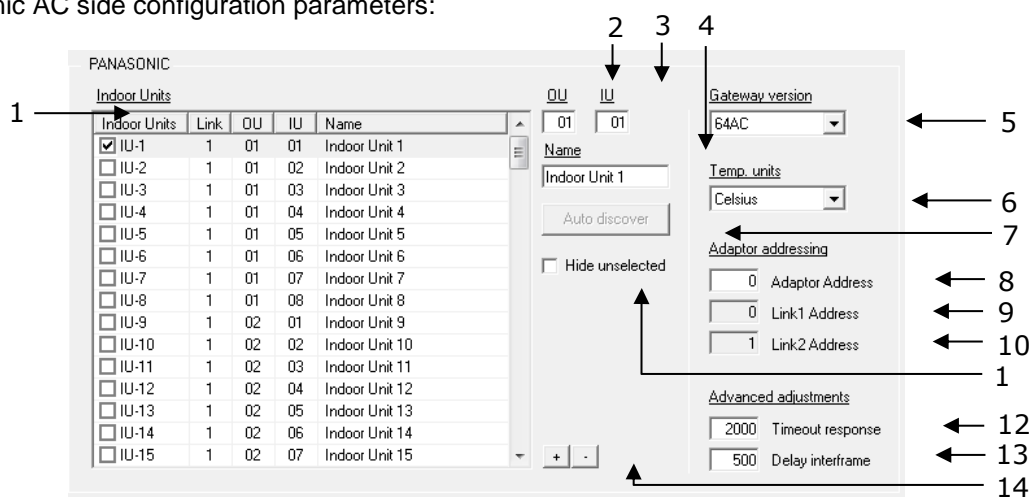 nic AC side configuration parameters:
2 3 4
PANASONIC
Indoor Units OU IU Gateway version
1
Indoor Units Link OU IU Name 01 01 64AC 5
IU-1 1 01 01 Indoor Unit 1 Name
IU-2 1 01 02 Indoor Unit 2 Indoor Unit 1 Temp. units
IU-3 1 01 03 Indoor Unit 3 Celsius 6
IU-4 1 01 04 Indoor Unit 4 Auto discover
IU-5 1 01 05 Indoor Unit 5 7
IU-6 1 01 06 Indoor Unit 6 Adaptor addressing
IU-7 1 01 07 Indoor Unit 7 Hide unselected 0 Adaptor Address 8
IU-8 1 01 08 Indoor Unit 8
IU-9 1 02 01 Indoor Unit 9 0 Link1 Address 9
IU-10 1 02 02 Indoor Unit 10 1 Link2 Address 10
IU-11 1 02 03 Indoor Unit 11 1
IU-12 1 02 04 Indoor Unit 12 Advanced adjustments
IU-13 1 02 05 Indoor Unit 13 2000 Timeout response 12
IU-14 1 02 06 Indoor Unit 14
IU-15 1 02 07 Indoor Unit 15 + - 500 Delay interframe 13
14